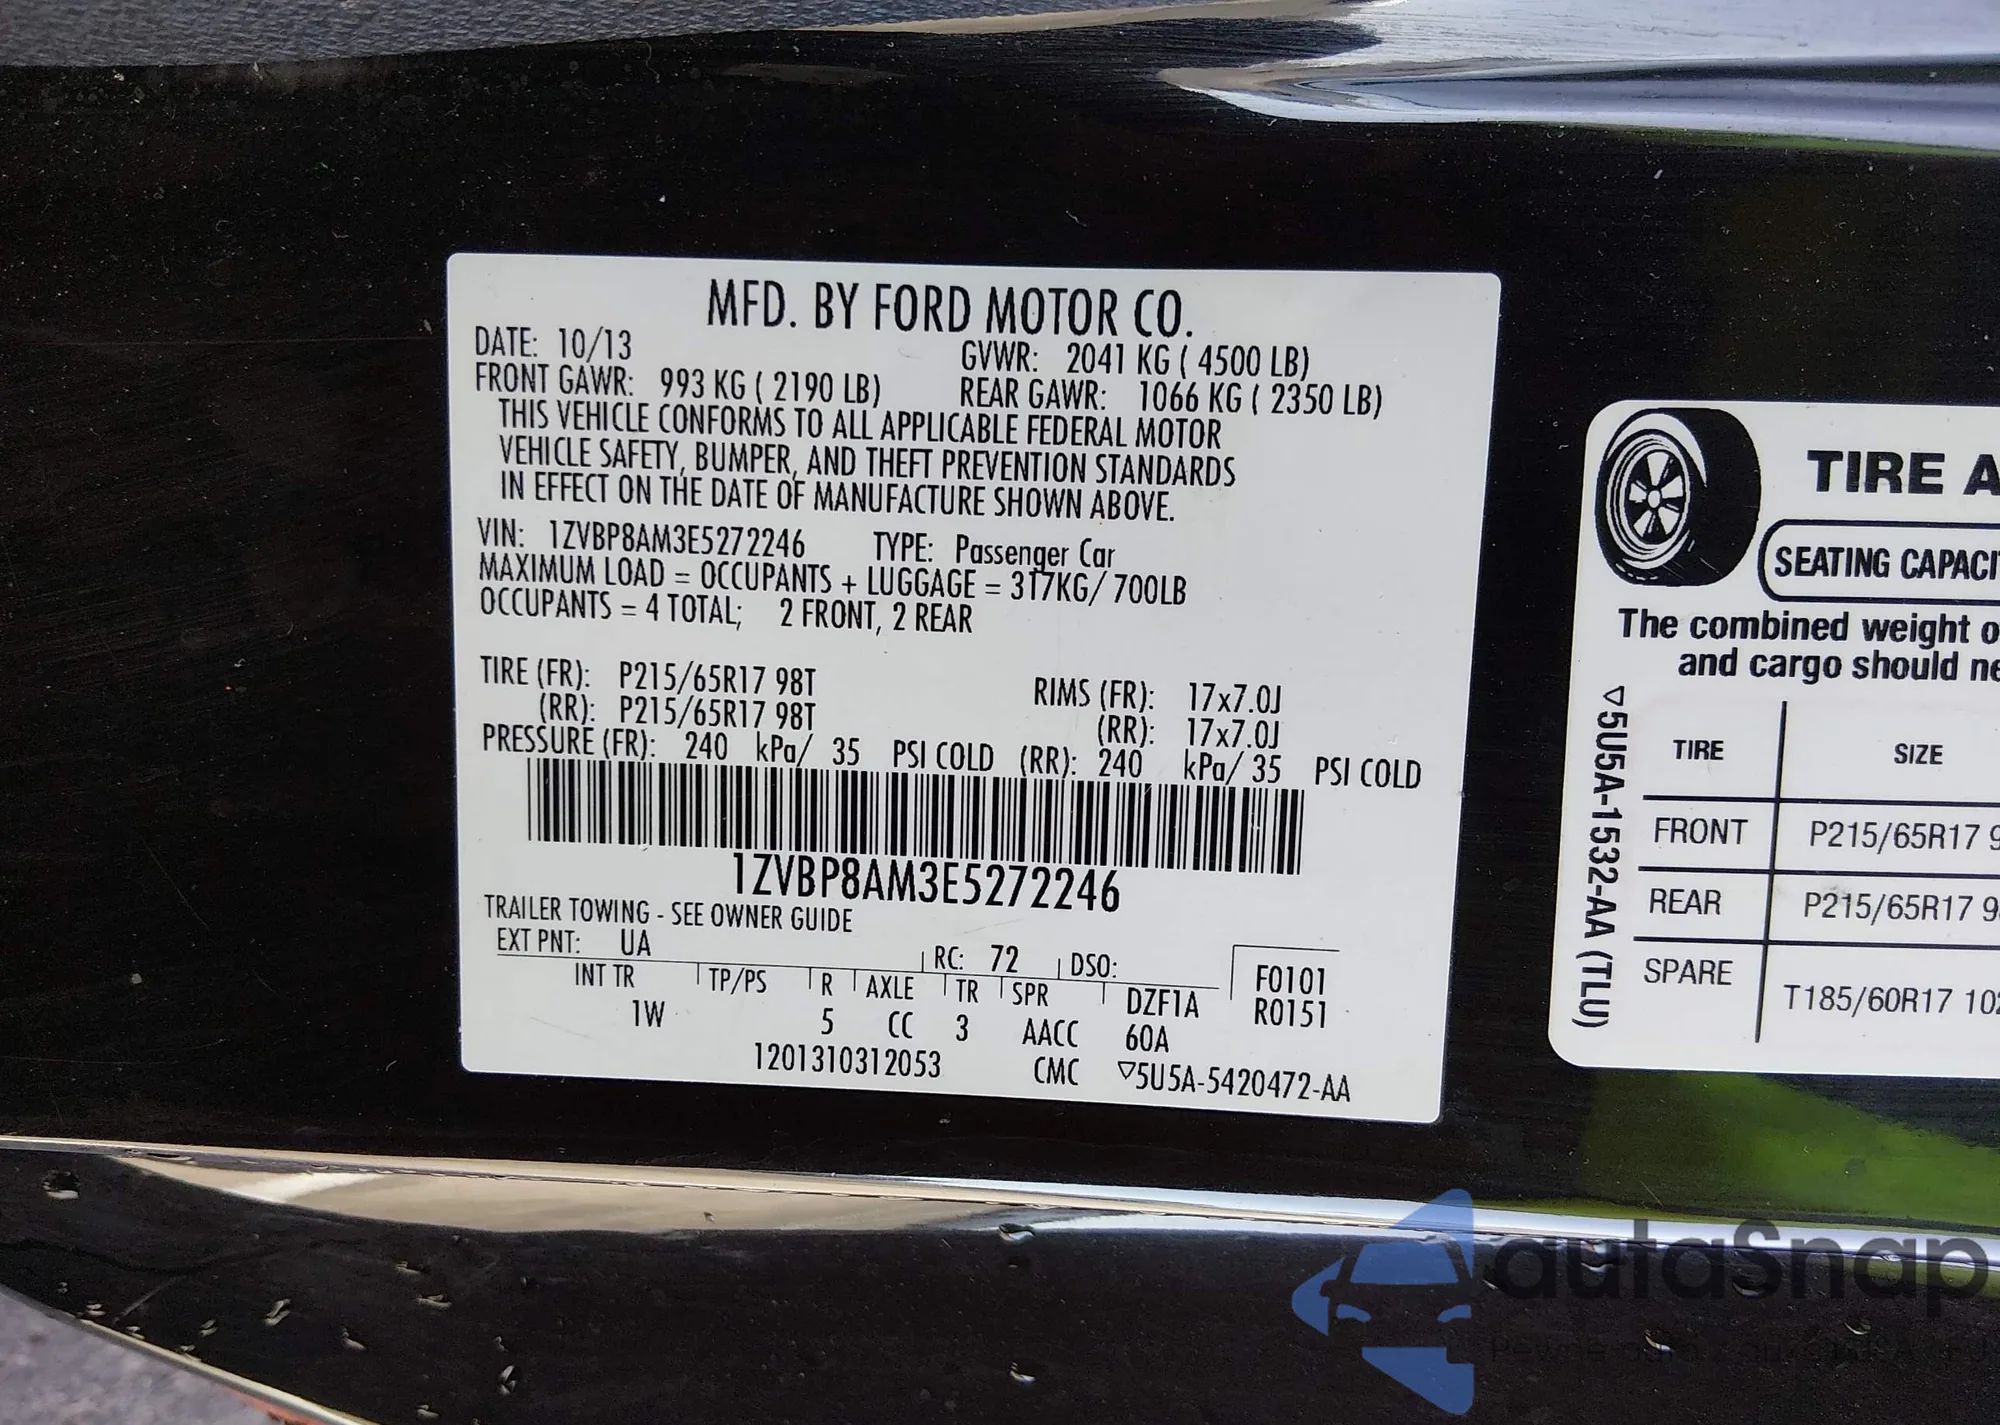 MFD. BY FORD MOTOR CO.
DATE: 10/13 GVWR: 2041 KG ( 4500 LB)
FRONT GAWR: 993 KG ( 2190 LB) REAR GAWR: 1066 KG ( 2350 LB)
THIS VEHICLE CONFORMS TO ALL APPLICABLE FEDERAL MOTOR
VEHICLE SAFETY, BUMPER, AND THEFT PREVENTION STANDARDS
IN EFFECT ON THE DATE OF MANUFACTURE SHOWN ABOVE.
VIN: 1ZVBP8AM3E5272246 TYPE: Passenger Car
MAXIMUM LOAD = OCCUPANTS + LUGGAGE = 317KG/ 700LB
OCCUPANTS = 4 TOTAL; 2 FRONT, 2 REAR
TIRE (FR): P215/65R17 98T RIMS (FR): 17x7.0J
(RR): P215/65R17 98T (RR): 17x7.0J
PRESSURE (FR): 240 kPa/ 35 PSI COLD (RR): 240 kPa/ 35 PSI COLD
1ZVBP8AM3E5272246
TRAILER TOWING - SEE OWNER GUIDE
EXT PNT: UA RC: 72 DSO: F0101
INT TR TP/PS R AXLE TR SPR DZF1A R0151
1W 5 CC 3 AACC 60A
1201310312053 CMC ▽5U5A-5420472-AA
TIRE A
SEATING CAPACI
The combined weight o
and cargo should ne
▽5U5A-1532-AA (TLU)
TIRE SIZE
FRONT P215/65R17 9
REAR P215/65R17 9
SPARE T185/60R17 102
autaSnap